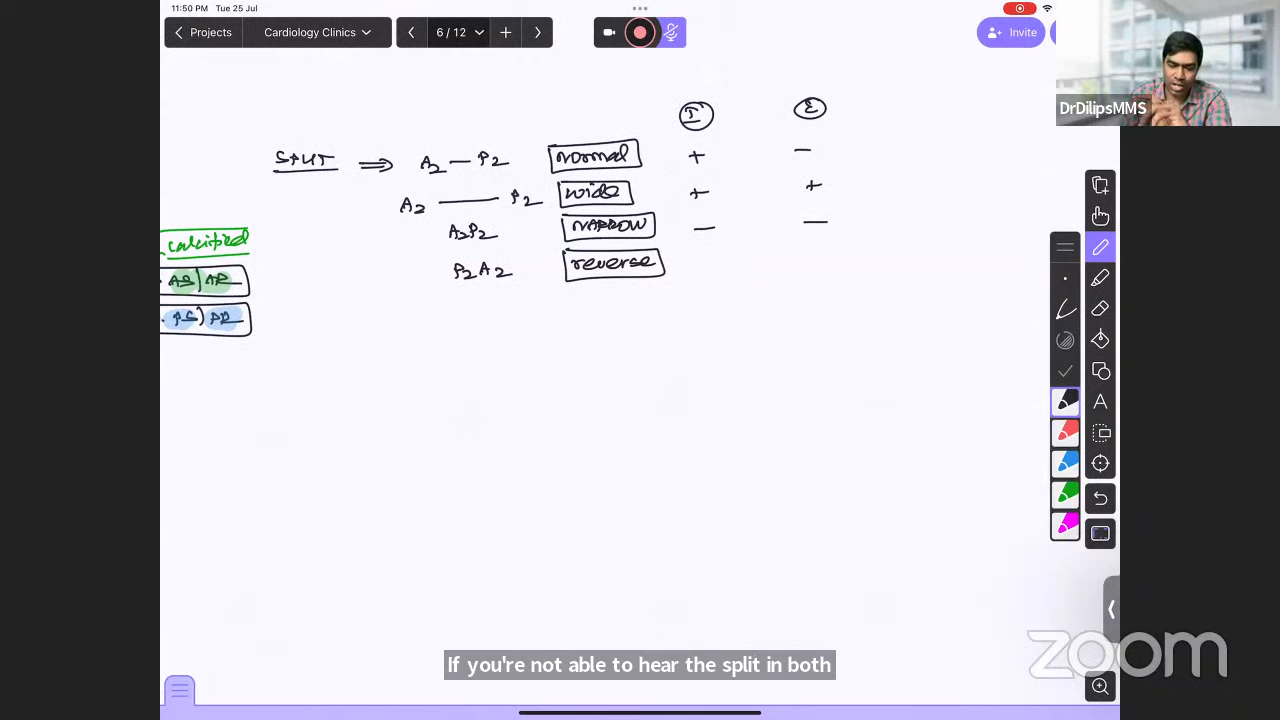 11:50 PM Tue 25 Jul
Projects Cardiology Clinics 6 / 12 Invite
DrDilipsMMS
I E
SPLIT ⇒ A2 — P2 normal + −
A2 —— P2 wide + +
A2P2 NARROW − −
P2A2 reverse
calcified
AS) AR
PS) PR
If you're not able to hear the split in both
zoom